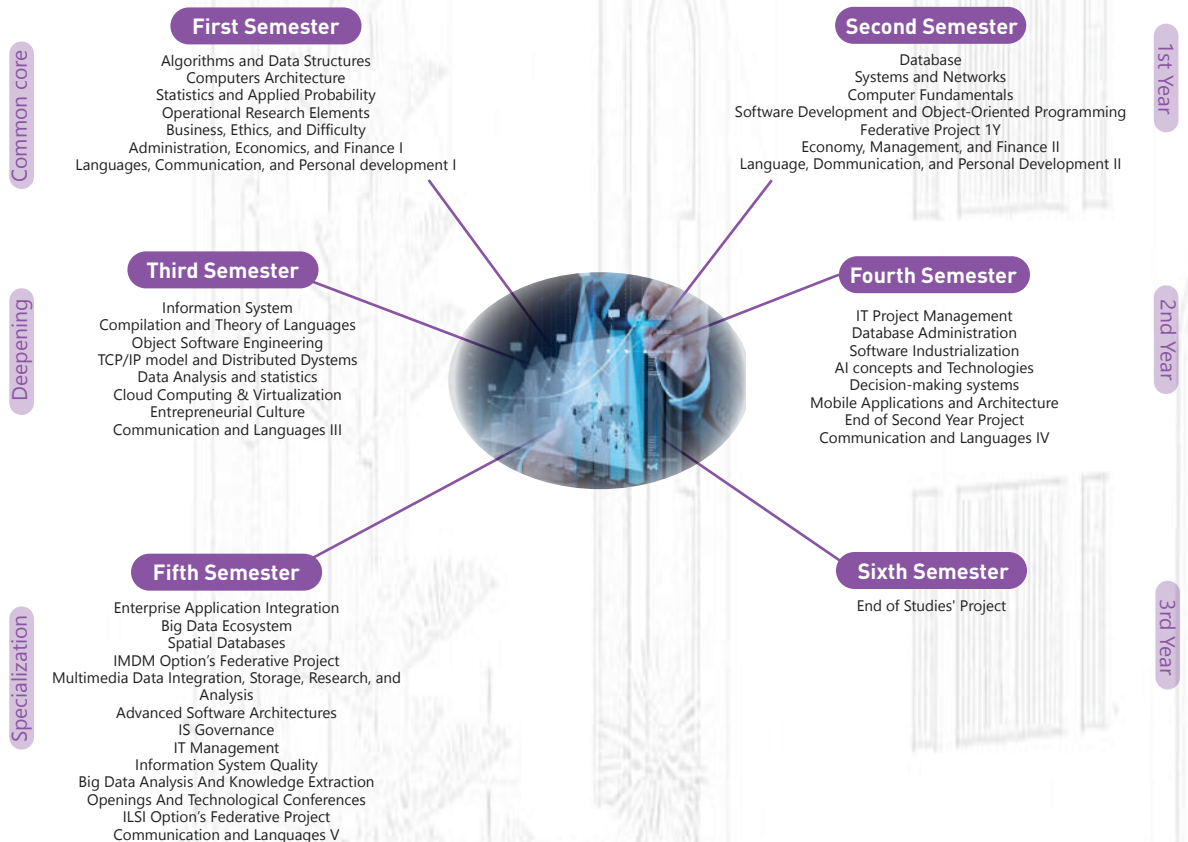 First Semester
Algorithms and Data Structures
Computers Architecture
Statistics and Applied Probability
Operational Research Elements
Business, Ethics, and Difficulty
Administration, Economics, and Finance I
Languages, Communication, and Personal development I
Second Semester
Database
Systems and Networks
Computer Fundamentals
Software Development and Object-Oriented Programming
Federative Project 1Y
Economy, Management, and Finance II
Language, Dommunication, and Personal Development II
Common core
1st Year
Third Semester
Information System
Compilation and Theory of Languages
Object Software Engineering
TCP/IP model and Distributed Dystems
Data Analysis and statistics
Cloud Computing & Virtualization
Entrepreneurial Culture
Communication and Languages III
Fourth Semester
IT Project Management
Database Administration
Software Industrialization
AI concepts and Technologies
Decision-making systems
Mobile Applications and Architecture
End of Second Year Project
Communication and Languages IV
Deepening
2nd Year
Fifth Semester
Enterprise Application Integration
Big Data Ecosystem
Spatial Databases
IMDM Option's Federative Project
Multimedia Data Integration, Storage, Research, and
Analysis
Advanced Software Architectures
IS Governance
IT Management
Information System Quality
Big Data Analysis And Knowledge Extraction
Openings And Technological Conferences
ILSI Option's Federative Project
Communication and Languages V
Sixth Semester
End of Studies' Project
Specialization
3rd Year